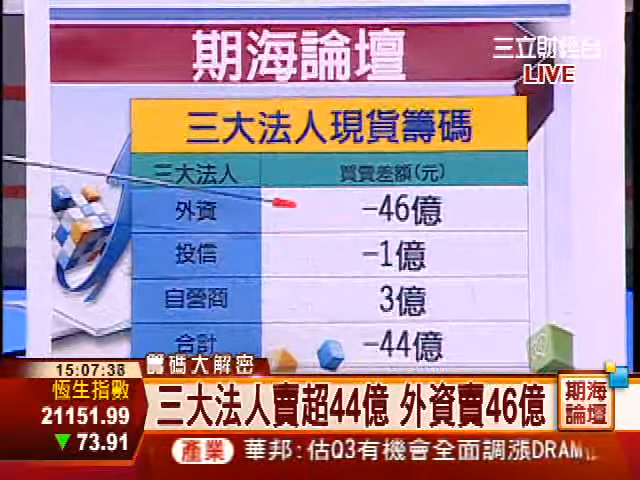 期海論壇
三立財經台
LIVE
三大法人現貨籌碼
三大法人 買賣差額(元)
外資 -46億
投信 -1億
自營商 3億
合計 -44億
15:07:38 籌碼大解密
恆生指數
21151.99
▼73.91
三大法人賣超44億 外資賣46億
期海
論壇
產業 華邦:估Q3有機會全面調漲DRAM